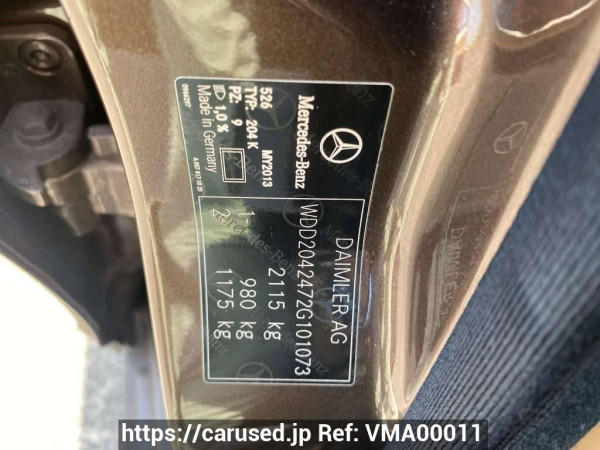 Mercedes-Benz
526 MY2013
TYP: 204 K
PZ: 9
1,0 %
Made in Germany
0966267
DAIMLER AG
WDD2042472G101073
2115 kg
1- 980 kg
2- 1175 kg
https://carused.jp Ref: VMA00011